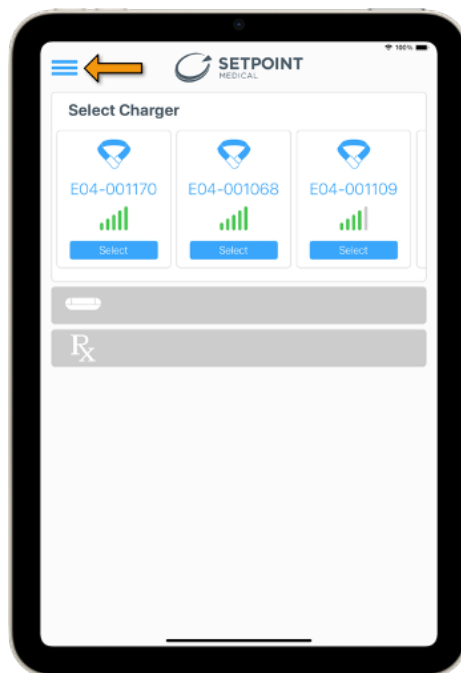 100%
SETPOINT
MEDICAL
Select Charger
E04-001170 E04-001068 E04-001109
Select Select Select
Rx